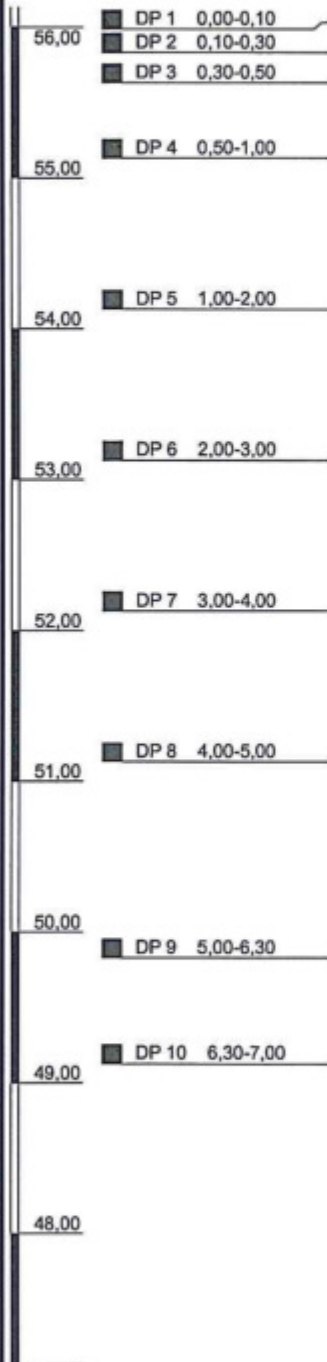 DP 1 0,00-0,10
56,00
DP 2 0,10-0,30
DP 3 0,30-0,50
DP 4 0,50-1,00
55,00
DP 5 1,00-2,00
54,00
DP 6 2,00-3,00
53,00
DP 7 3,00-4,00
52,00
DP 8 4,00-5,00
51,00
50,00
DP 9 5,00-6,30
DP 10 6,30-7,00
49,00
48,00